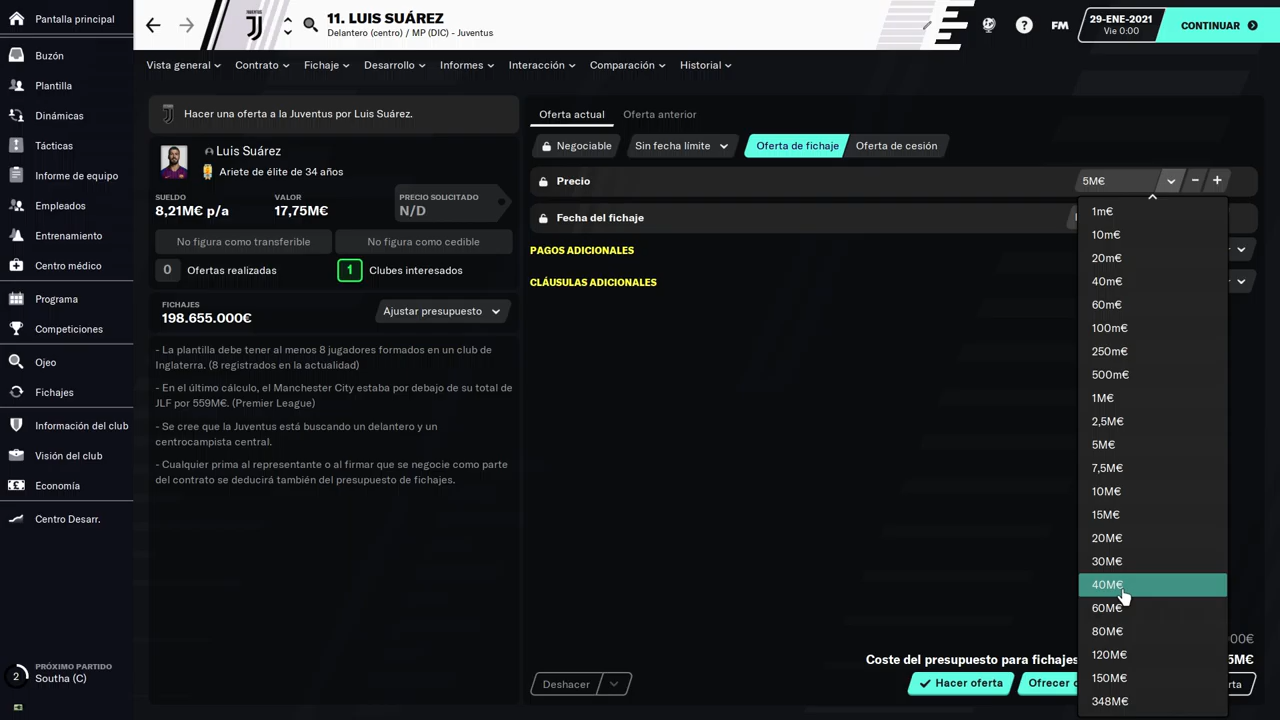 Pantalla principal
Buzón
Plantilla
Dinámicas
Tácticas
Informe de equipo
Empleados
Entrenamiento
Centro médico
Programa
Competiciones
Ojeo
Fichajes
Información del club
Visión del club
Economía
Centro Desarr.
2
PRÓXIMO PARTIDO
Southa (C)
11. LUIS SUÁREZ
Delantero (centro) / MP (DIC) - Juventus
FM
29-ENE-2021
Vie 0:00
CONTINUAR
Vista general
Contrato
Fichaje
Desarrollo
Informes
Interacción
Comparación
Historial
Hacer una oferta a la Juventus por Luis Suárez.
Luis Suárez
Ariete de élite de 34 años
SUELDO
8,21M€ p/a
VALOR
17,75M€
PRECIO SOLICITADO
N/D
No figura como transferible
No figura como cedible
0 Ofertas realizadas
1 Clubes interesados
FICHAJES
198.655.000€
Ajustar presupuesto
- La plantilla debe tener al menos 8 jugadores formados en un club de
Inglaterra. (8 registrados en la actualidad)
- En el último cálculo, el Manchester City estaba por debajo de su total de
JLF por 559M€. (Premier League)
- Se cree que la Juventus está buscando un delantero y un
centrocampista central.
- Cualquier prima al representante o al firmar que se negocie como parte
del contrato se deducirá también del presupuesto de fichajes.
Oferta actual
Oferta anterior
Negociable
Sin fecha límite
Oferta de fichaje
Oferta de cesión
Precio
5M€
Fecha del fichaje
PAGOS ADICIONALES
CLÁUSULAS ADICIONALES
1m€
10m€
20m€
40m€
60m€
100m€
250m€
500m€
1M€
2,5M€
5M€
7,5M€
10M€
15M€
20M€
30M€
40M€
60M€
80M€
120M€
150M€
348M€
Coste del presupuesto para fichajes
Deshacer
Hacer oferta
Ofrecer